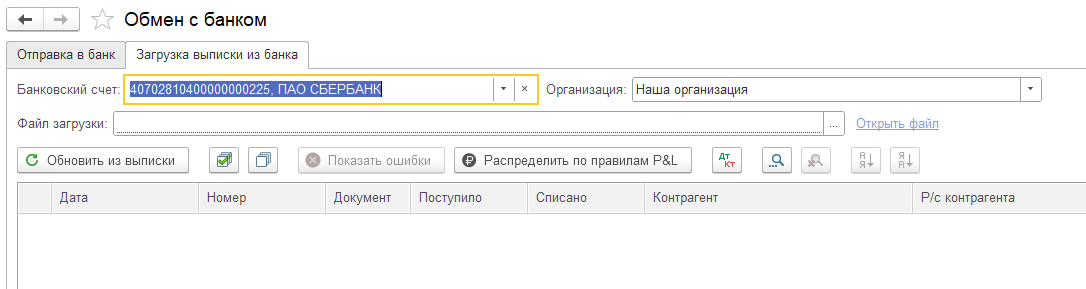 Обмен с банком
Отправка в банк Загрузка выписки из банка
Банковский счет: 40702810400000000225, ПАО СБЕРБАНК Организация: Наша организация
Файл загрузки: ... Открыть файл
Обновить из выписки Показать ошибки Распределить по правилам P&L Дт Кт А Я Я А
Дата Номер Документ Поступило Списано Контрагент Р/с контрагента